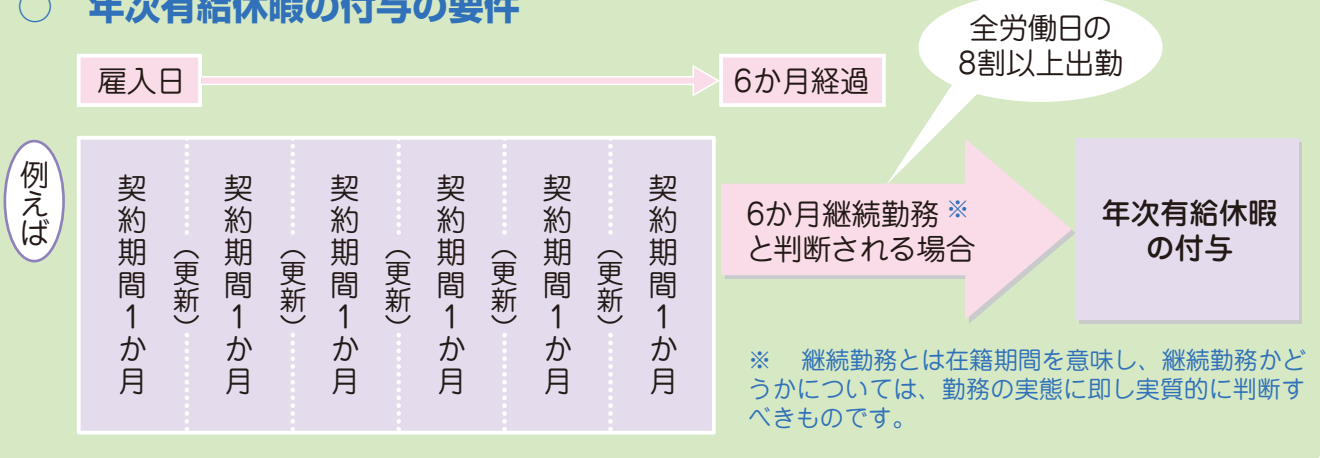 ○ 年次有給休暇の付与の要件
雇入日
6か月経過
全労働日の
8割以上出勤
例えば
契約期間1か月
（更新）
契約期間1か月
（更新）
契約期間1か月
（更新）
契約期間1か月
（更新）
契約期間1か月
（更新）
契約期間1か月
6か月継続勤務※
と判断される場合
年次有給休暇
の付与
※ 継続勤務とは在籍期間を意味し、継続勤務かど
うかについては、勤務の実態に即し実質的に判断す
べきものです。